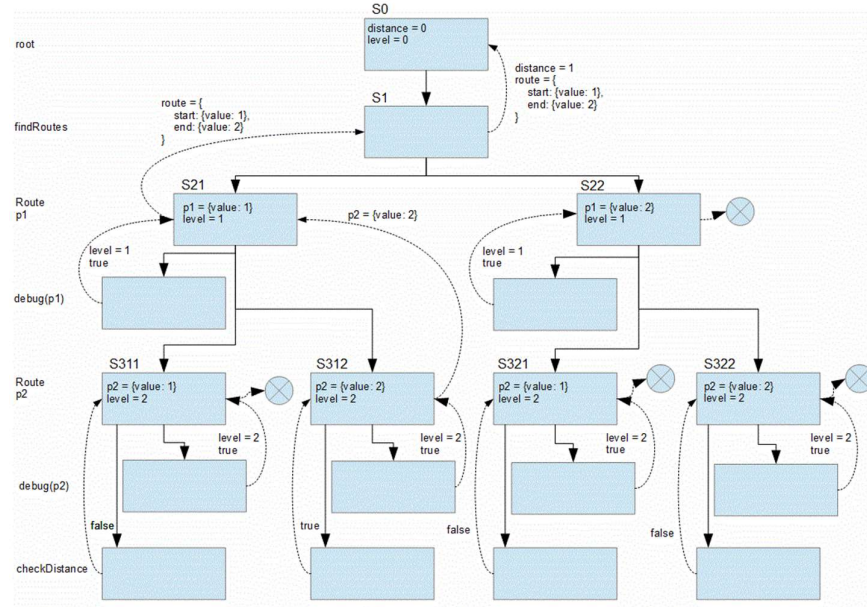 S0
root
distance = 0
level = 0
distance = 1
route = {
start: {value: 1},
end: {value: 2}
}
route = {
start: {value: 1},
end: {value: 2}
}
S1
findRoutes
S21
S22
Route
p1
p1 = {value: 1}
level = 1
p2 = {value: 2}
p1 = {value: 2}
level = 1
level = 1
true
level = 1
true
debug(p1)
S311
S312
S321
S322
Route
p2
p2 = {value: 1}
level = 2
p2 = {value: 2}
level = 2
p2 = {value: 1}
level = 2
p2 = {value: 2}
level = 2
level = 2
true
level = 2
true
level = 2
true
level = 2
true
debug(p2)
false
true
false
false
checkDistance